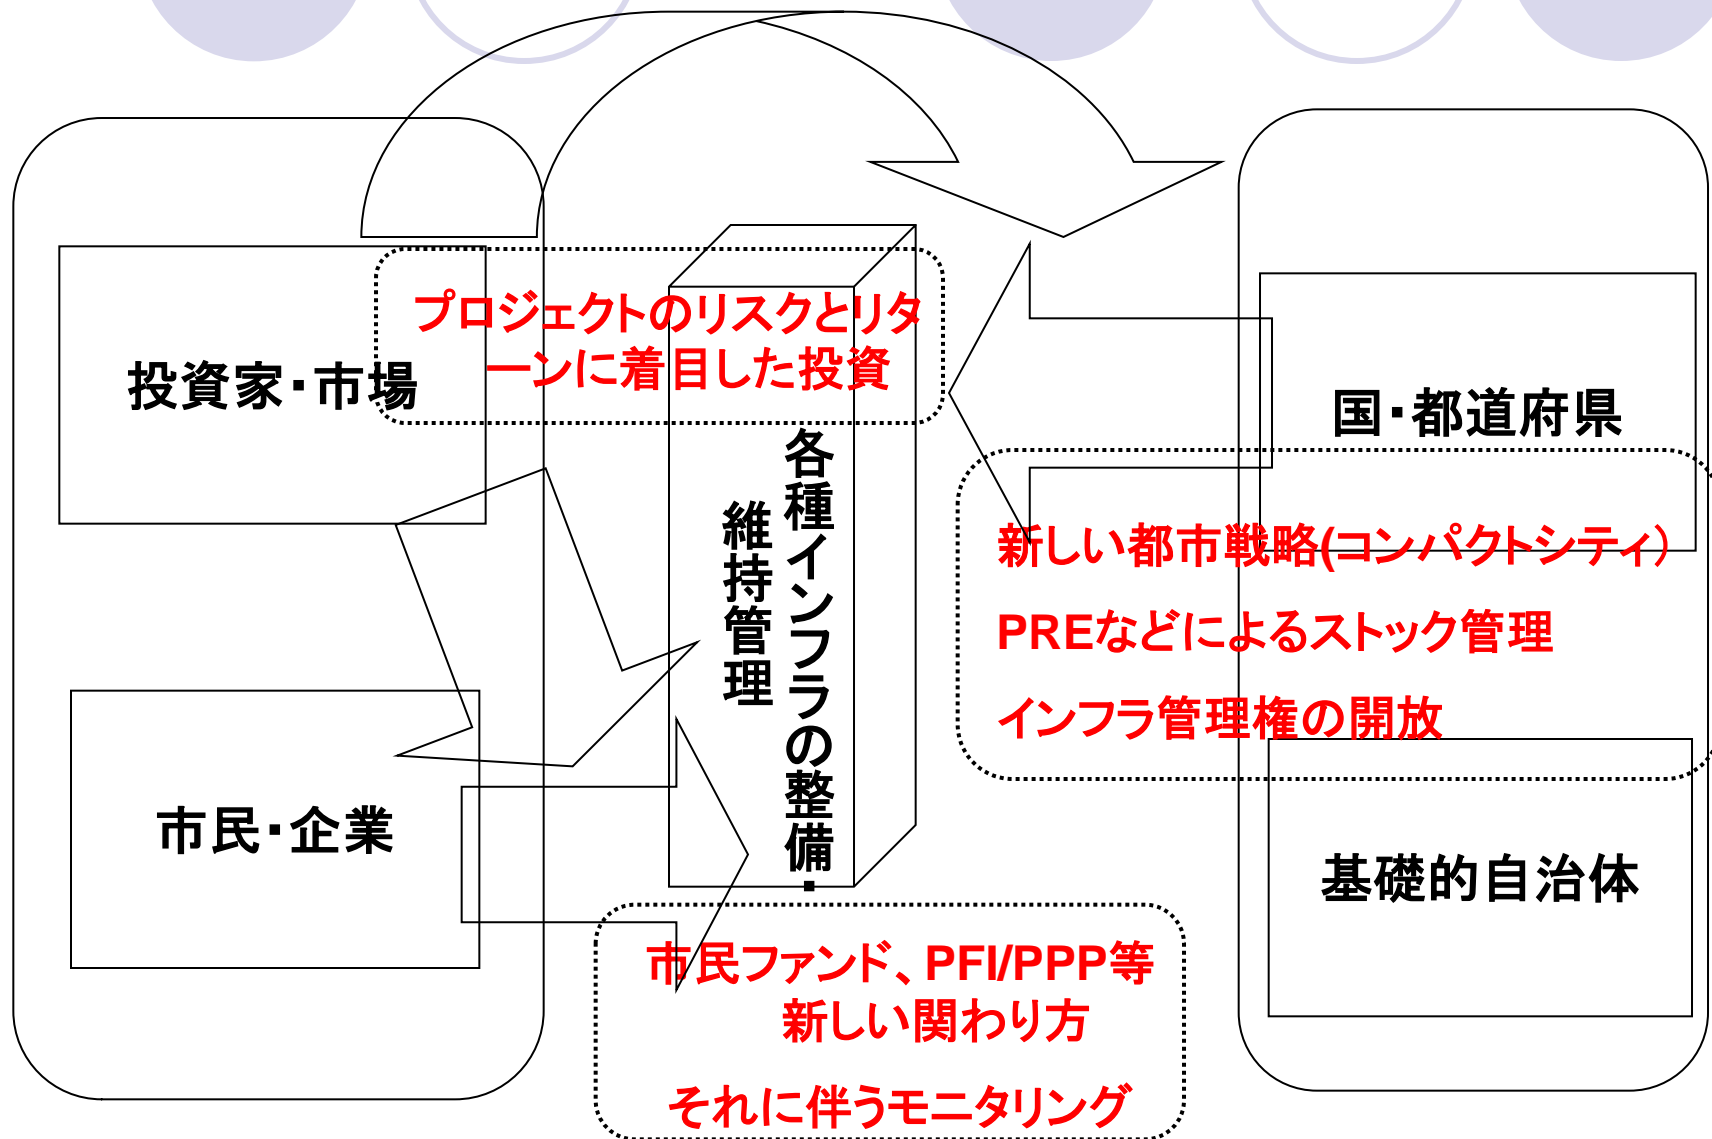 プロジェクトのリスクとリタ
ーンに着目した投資
投資家・市場
国・都道府県
各種インフラの整備・
維持管理
新しい都市戦略(コンパクトシティ）
PREなどによるストック管理
インフラ管理権の開放
市民・企業
基礎的自治体
市民ファンド、PFI/PPP等
新しい関わり方
それに伴うモニタリング